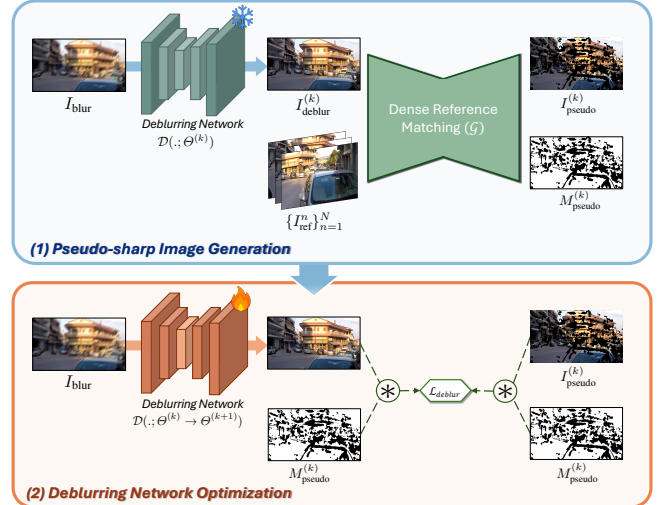 I_blur
Deblurring Network
D(.; Θ^(k))
I_deblur^(k)
{I_ref^n}_{n=1}^N
Dense Reference
Matching (G)
I_pseudo^(k)
M_pseudo^(k)
(1) Pseudo-sharp Image Generation
I_blur
Deblurring Network
D(.; Θ^(k) → Θ^(k+1))
M_pseudo^(k)
L_deblur
I_pseudo^(k)
M_pseudo^(k)
(2) Deblurring Network Optimization